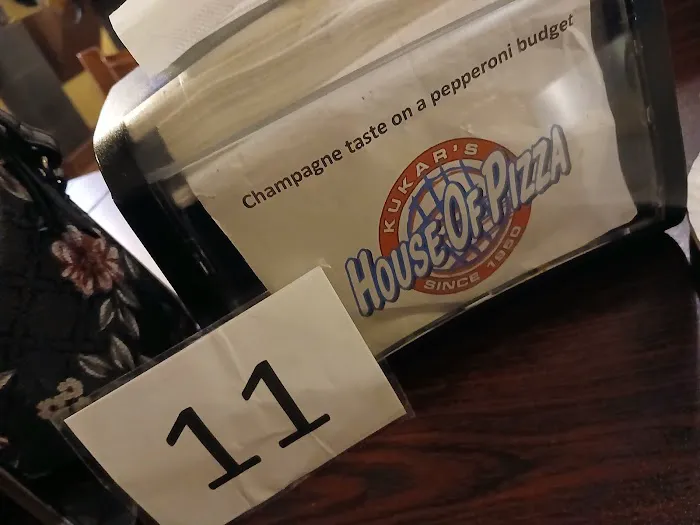 Champagne taste on a pepperoni budget
KUKAR'S
HOUSE OF PIZZA
SINCE 1950
11